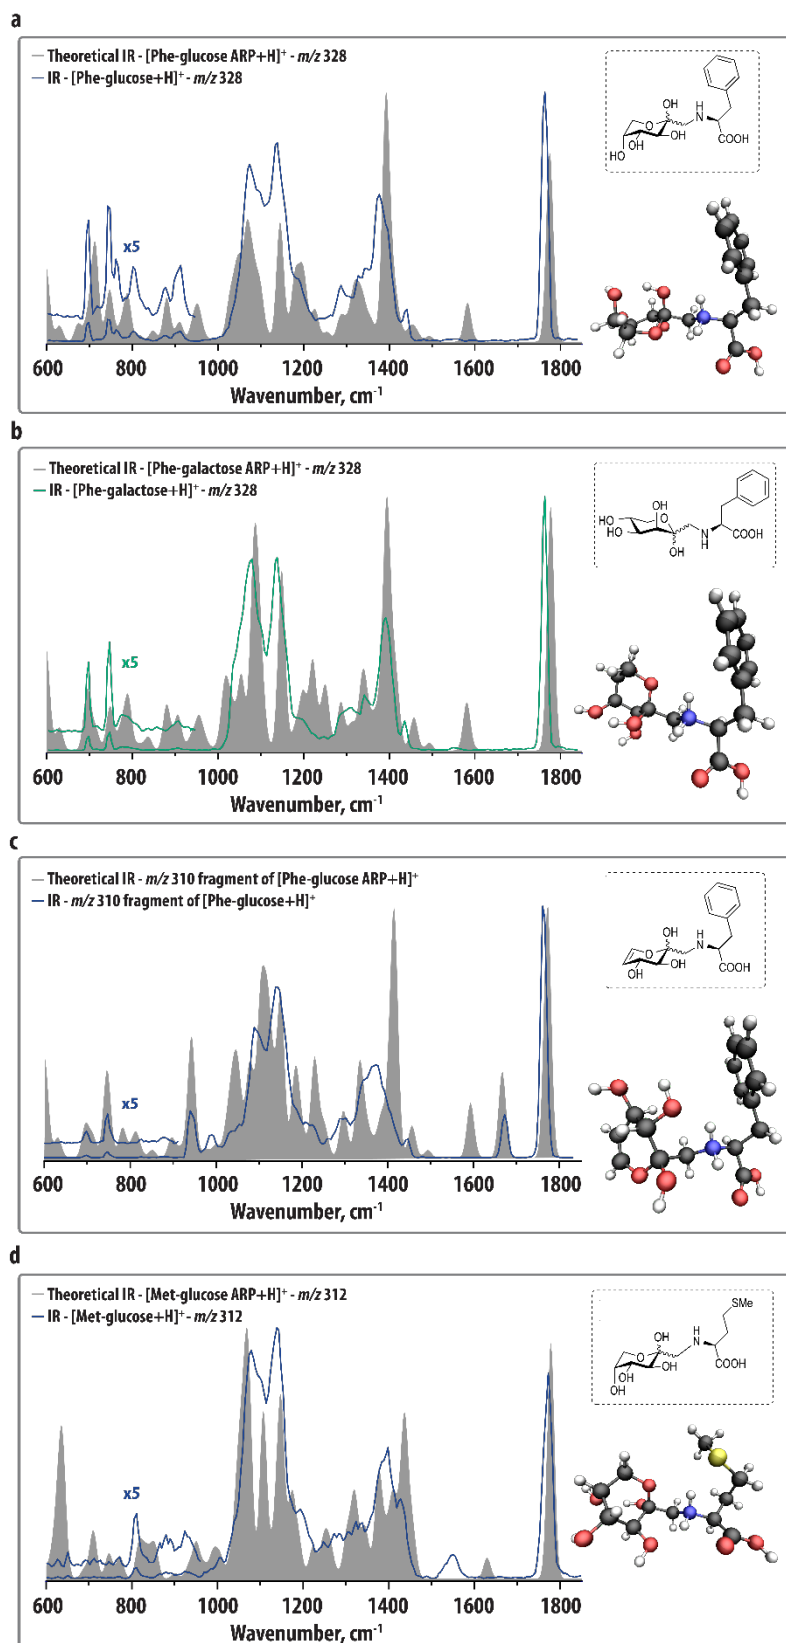 a
Theoretical IR - [Phe-glucose ARP+H]⁺ - m/z 328
IR - [Phe-glucose+H]⁺ - m/z 328
x5
OH
O
OH
OH
HO
H
N
COOH
600 800 1000 1200 1400 1600 1800
Wavenumber, cm⁻¹
b
Theoretical IR - [Phe-galactose ARP+H]⁺ - m/z 328
IR - [Phe-galactose+H]⁺ - m/z 328
x5
HO
OH
O
HO
HO
OH
N
H
COOH
600 800 1000 1200 1400 1600 1800
Wavenumber, cm⁻¹
c
Theoretical IR - m/z 310 fragment of [Phe-glucose ARP+H]⁺
IR - m/z 310 fragment of [Phe-glucose+H]⁺
x5
OH
O
OH
OH
H
N
COOH
600 800 1000 1200 1400 1600 1800
Wavenumber, cm⁻¹
d
Theoretical IR - [Met-glucose ARP+H]⁺ - m/z 312
IR - [Met-glucose+H]⁺ - m/z 312
x5
SMe
OH
H
N
O
OH
COOH
OH
OH
600 800 1000 1200 1400 1600 1800
Wavenumber, cm⁻¹